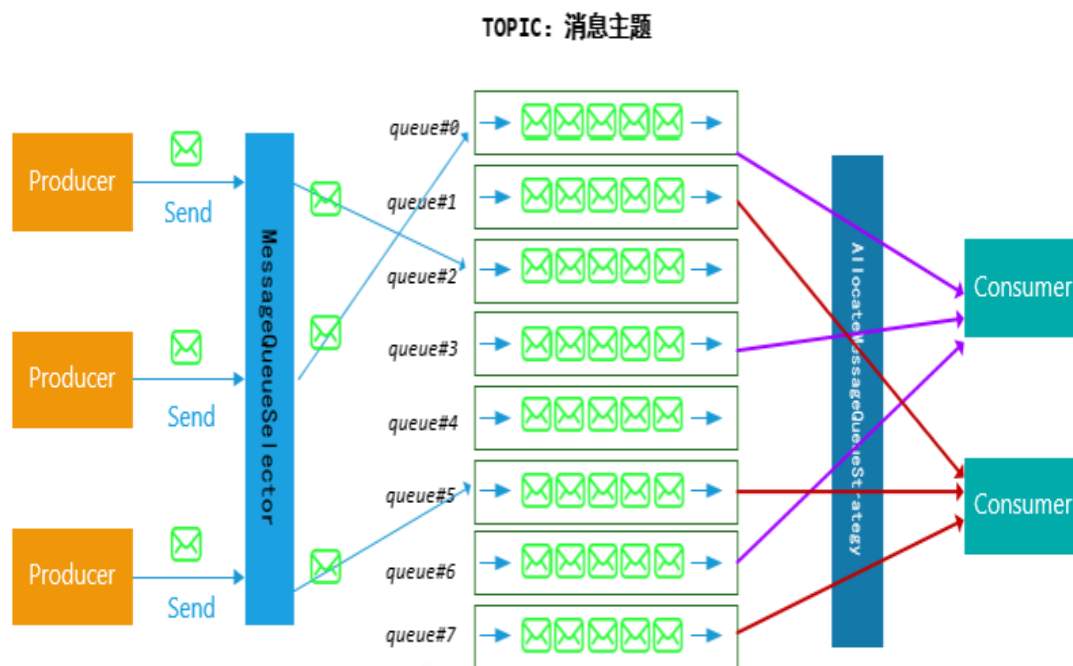 TOPIC: 消息主题
Producer
Send
Producer
Send
Producer
Send
MessageQueueSelector
queue#0
queue#1
queue#2
queue#3
queue#4
queue#5
queue#6
queue#7
AllocateMessageQueueStrategy
Consumer
Consumer